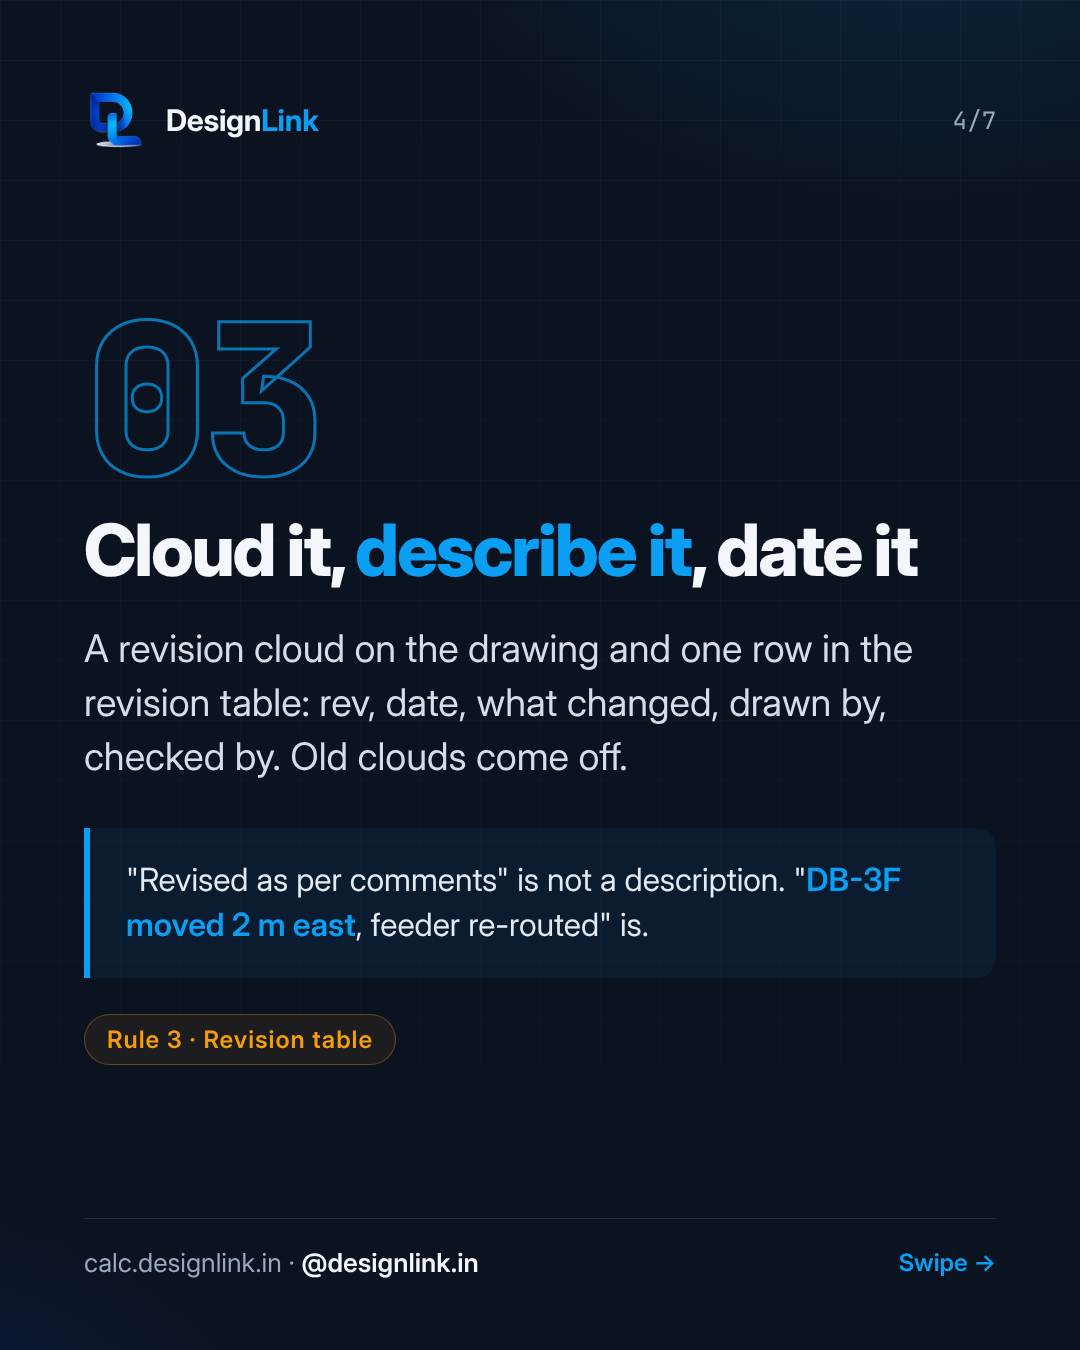 DesignLink
4/7
03
Cloud it, describe it, date it
A revision cloud on the drawing and one row in the
revision table: rev, date, what changed, drawn by,
checked by. Old clouds come off.
"Revised as per comments" is not a description. "DB-3F
moved 2 m east, feeder re-routed" is.
Rule 3 · Revision table
calc.designlink.in · @designlink.in
Swipe →